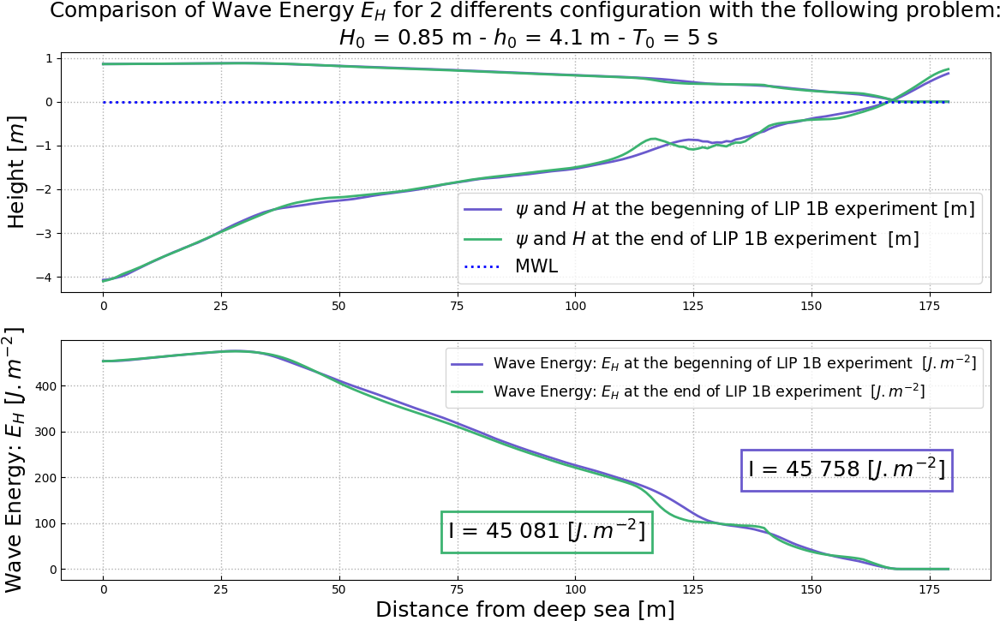 Comparison of Wave Energy $E_H$ for 2 differents configuration with the following problem:
$H_0$ = 0.85 m - $h_0$ = 4.1 m - $T_0$ = 5 s
Height [$m$]
1
0
−1
−2
−3
−4
$\psi$ and $H$ at the begenning of LIP 1B experiment [m]
$\psi$ and $H$ at the end of LIP 1B experiment [m]
MWL
0 25 50 75 100 125 150 175
Wave Energy: $E_H$ [$J.m^{-2}$]
400
300
200
100
0
Wave Energy: $E_H$ at the begenning of LIP 1B experiment [$J.m^{-2}$]
Wave Energy: $E_H$ at the end of LIP 1B experiment [$J.m^{-2}$]
I = 45 758 [$J.m^{-2}$]
I = 45 081 [$J.m^{-2}$]
0 25 50 75 100 125 150 175
Distance from deep sea [m]